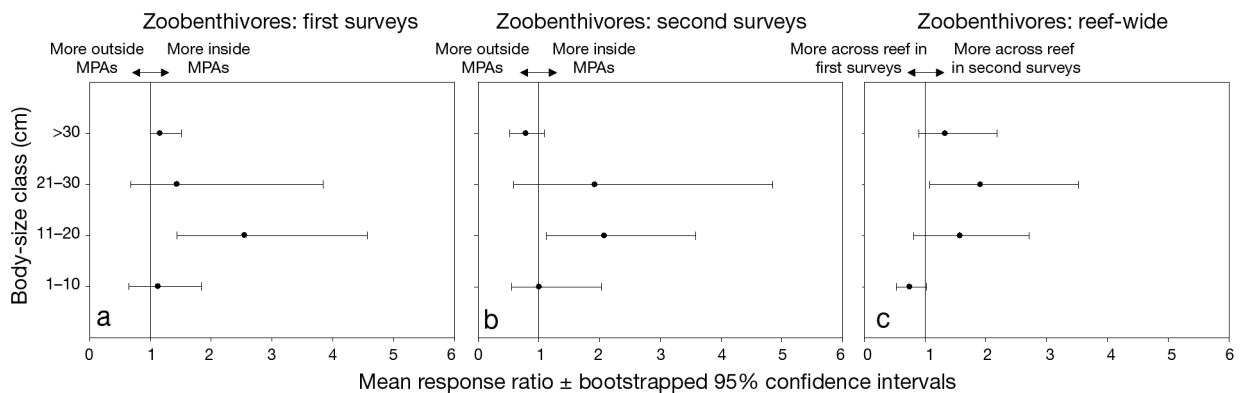 Zoobenthivores: first surveys
More outside MPAs
More inside MPAs
Zoobenthivores: second surveys
More outside MPAs
More inside MPAs
Zoobenthivores: reef-wide
More across reef in first surveys
More across reef in second surveys
Body-size class (cm)
>30
21–30
11–20
1–10
a
b
c
0 1 2 3 4 5 6
0 1 2 3 4 5 6
0 1 2 3 4 5 6
Mean response ratio ± bootstrapped 95% confidence intervals